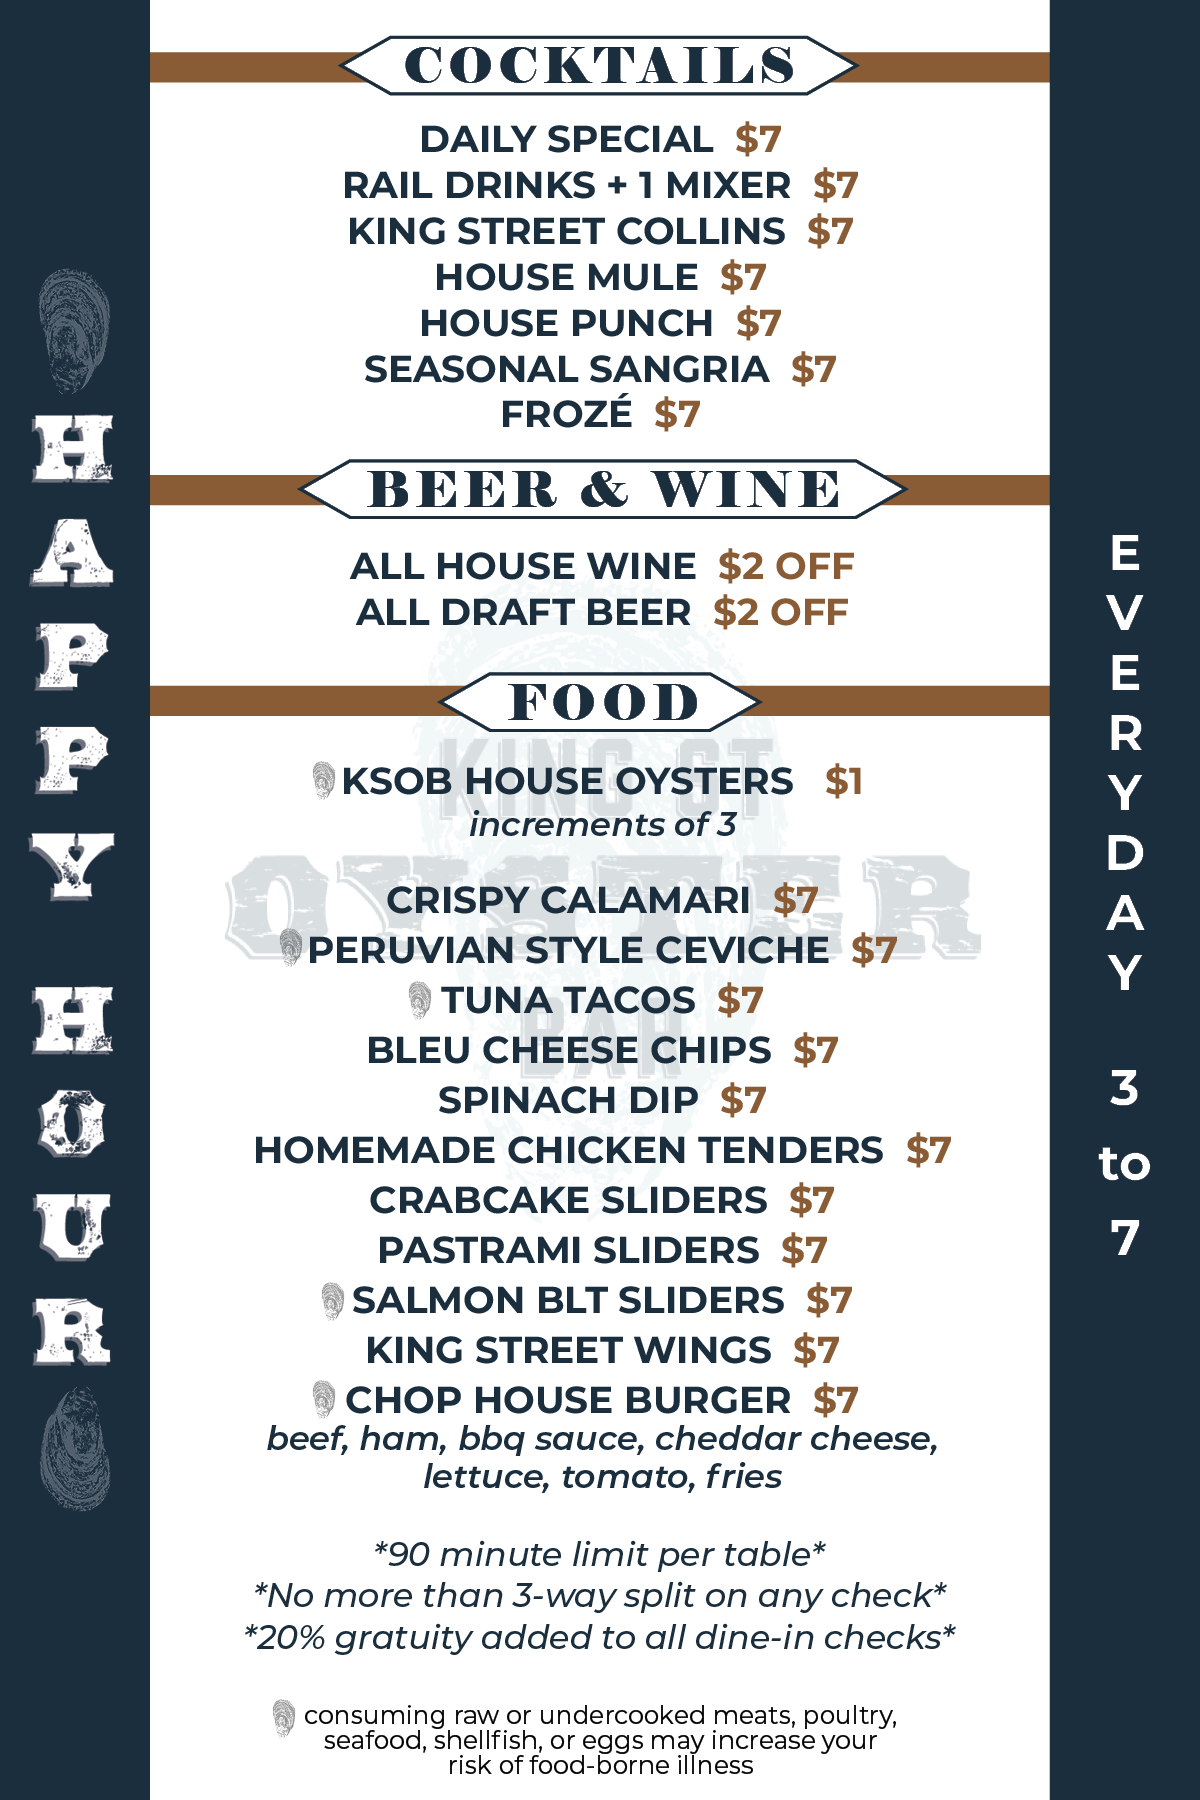 COCKTAILS
DAILY SPECIAL $7
RAIL DRINKS + 1 MIXER $7
KING STREET COLLINS $7
HOUSE MULE $7
HOUSE PUNCH $7
SEASONAL SANGRIA $7
FROZÉ $7
BEER & WINE
ALL HOUSE WINE $2 OFF
ALL DRAFT BEER $2 OFF
FOOD
KING ST
OYSTER
BAR
KSOB HOUSE OYSTERS $1
increments of 3
CRISPY CALAMARI $7
PERUVIAN STYLE CEVICHE $7
TUNA TACOS $7
BLEU CHEESE CHIPS $7
SPINACH DIP $7
HOMEMADE CHICKEN TENDERS $7
CRABCAKE SLIDERS $7
PASTRAMI SLIDERS $7
SALMON BLT SLIDERS $7
KING STREET WINGS $7
CHOP HOUSE BURGER $7
beef, ham, bbq sauce, cheddar cheese,
lettuce, tomato, fries
*90 minute limit per table*
*No more than 3-way split on any check*
*20% gratuity added to all dine-in checks*
consuming raw or undercooked meats, poultry,
seafood, shellfish, or eggs may increase your
risk of food-borne illness
HAPPY HOUR
EVERYDAY
3
to
7